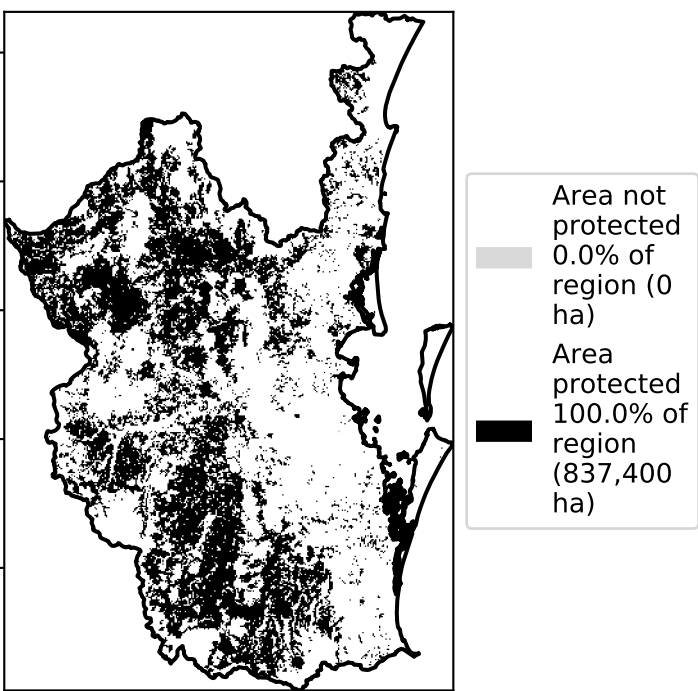 Area not
protected
0.0% of
region (0
ha)
Area
protected
100.0% of
region
(837,400
ha)